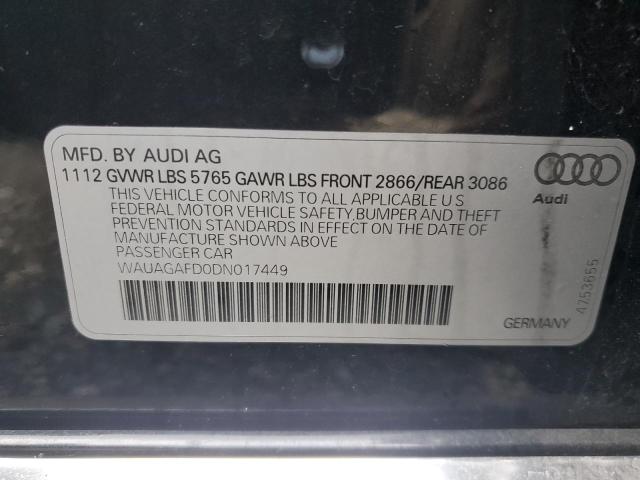 MFD. BY AUDI AG
1112 GVWR LBS 5765 GAWR LBS FRONT 2866/REAR 3086
THIS VEHICLE CONFORMS TO ALL APPLICABLE U S
FEDERAL MOTOR VEHICLE SAFETY,BUMPER AND THEFT
PREVENTION STANDARDS IN EFFECT ON THE DATE OF
MANUFACTURE SHOWN ABOVE
PASSENGER CAR
WAUAGAFD0DN017449
Audi
4753655
GERMANY